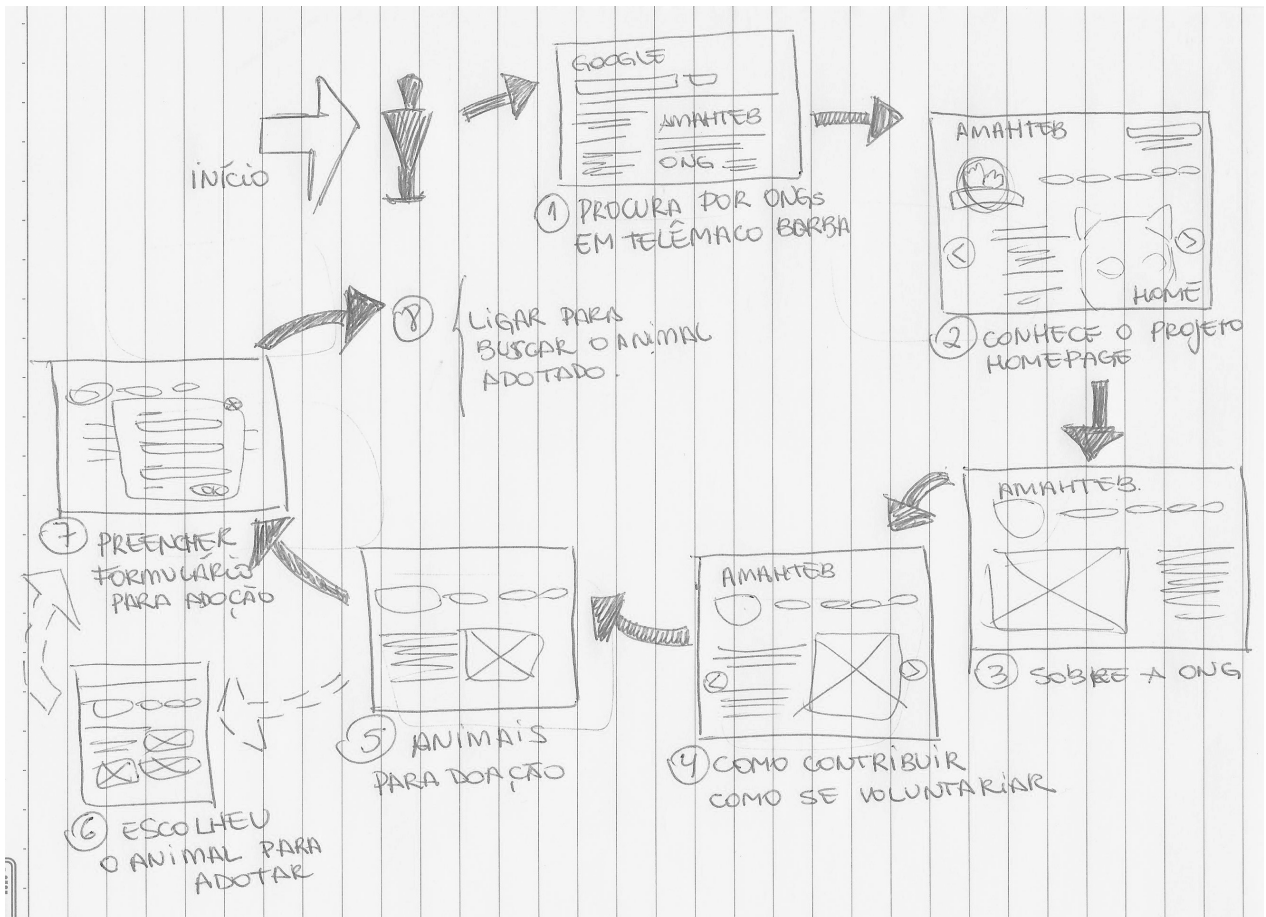 INÍCIO
GOOGLE
AMAHTEB
ONG
1 PROCURA POR ONGs
EM TELÊMACO BORBA
AMAHTEB
HOME
2 CONHECE O PROJETO
HOMEPAGE
AMAHTEB.
3 SOBRE A ONG
AMAHTEB
4 COMO CONTRIBUIR
COMO SE VOLUNTARIAR
5 ANIMAIS
PARA DOAÇÃO
6 ESCOLHEU
O ANIMAL PARA
ADOTAR
7 PREENCHER
FORMULÁRIO
PARA ADOÇÃO
8 LIGAR PARA
BUSCAR O ANIMAL
ADOTADO.